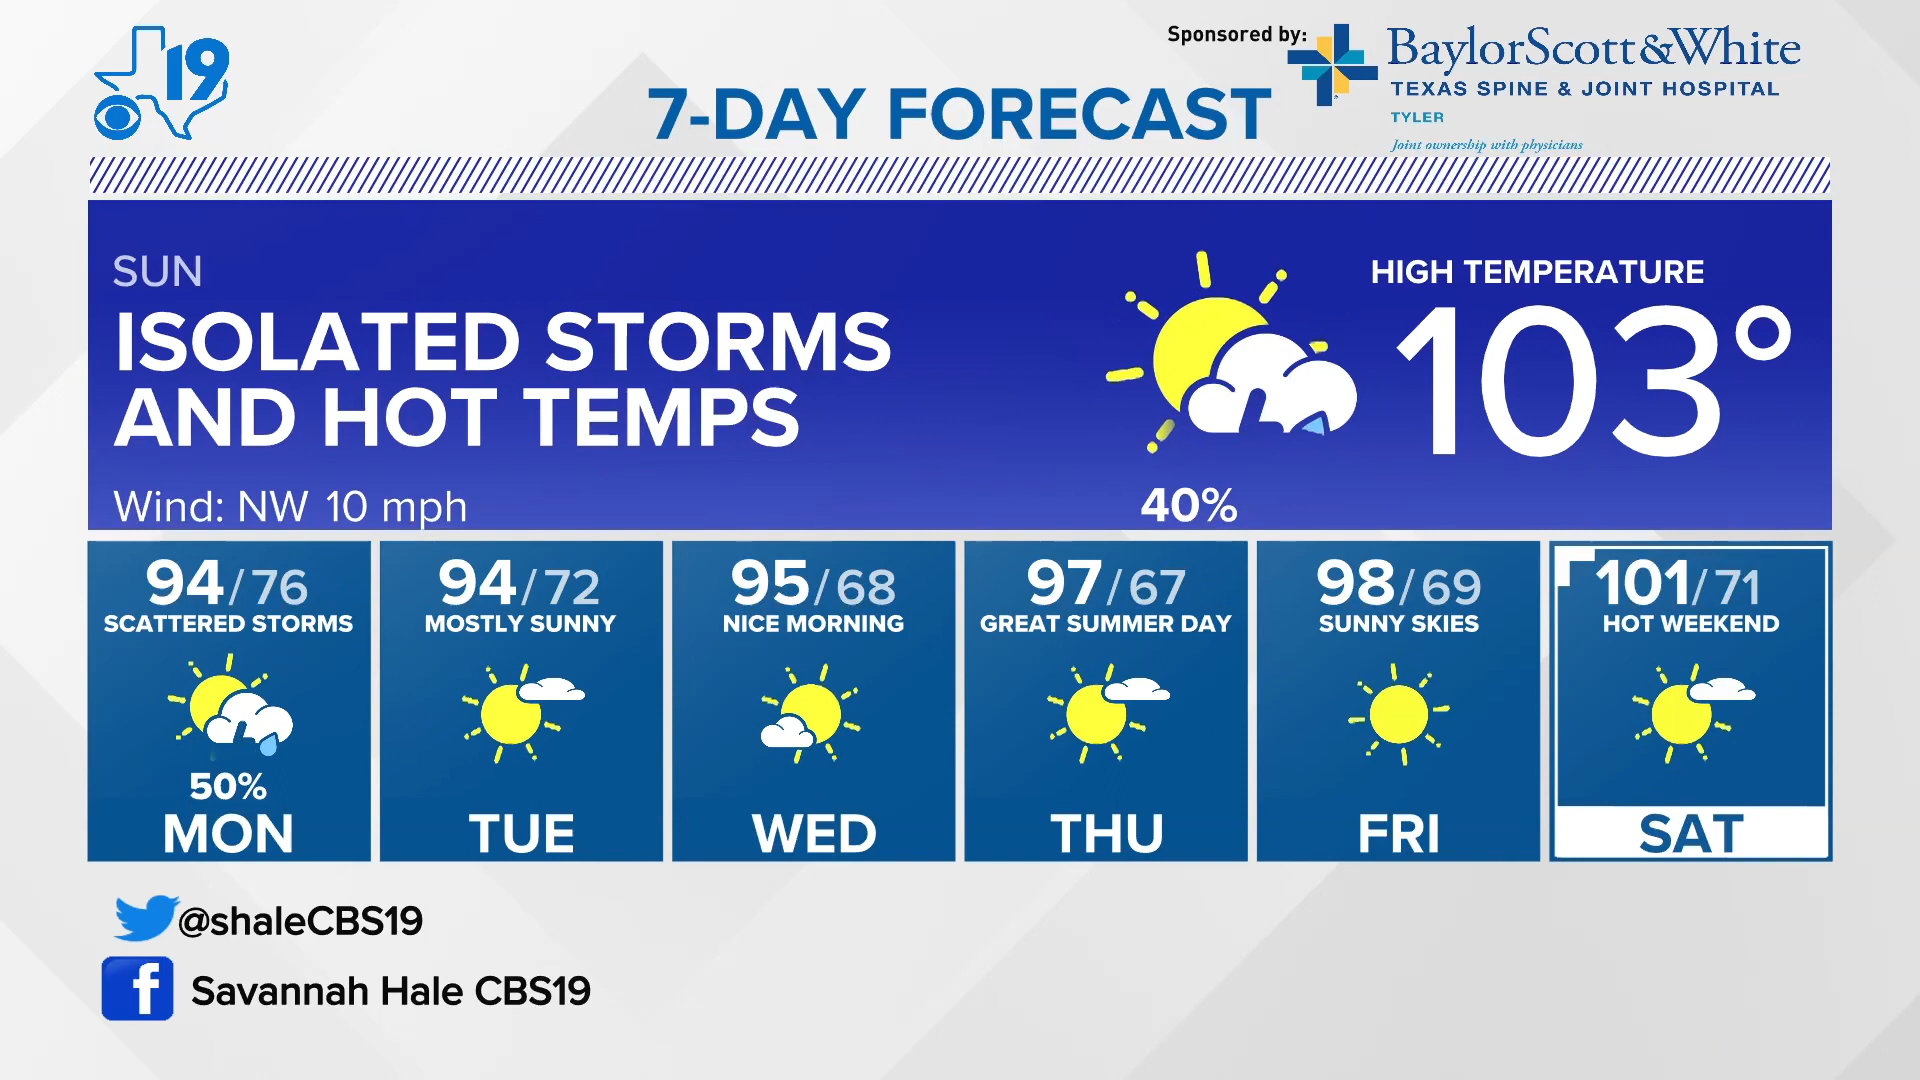 19
Sponsored by:
BaylorScott&White
TEXAS SPINE & JOINT HOSPITAL
TYLER
Joint ownership with physicians
7-DAY FORECAST
SUN
ISOLATED STORMS
AND HOT TEMPS
Wind: NW 10 mph
40%
HIGH TEMPERATURE
103°
94/76
SCATTERED STORMS
50%
MON
94/72
MOSTLY SUNNY
TUE
95/68
NICE MORNING
WED
97/67
GREAT SUMMER DAY
THU
98/69
SUNNY SKIES
FRI
101/71
HOT WEEKEND
SAT
@shaleCBS19
f Savannah Hale CBS19